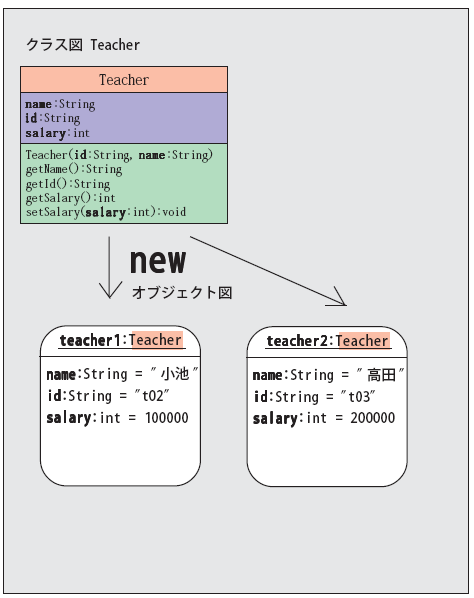 クラス図 Teacher
Teacher
name:String
id:String
salary:int
Teacher(id:String, name:String)
getName():String
getId():String
getSalary():int
setSalary(salary:int):void
new
オブジェクト図
teacher1:Teacher
name:String = "小池"
id:String = "t02"
salary:int = 100000
teacher2:Teacher
name:String = "高田"
id:String = "t03"
salary:int = 200000